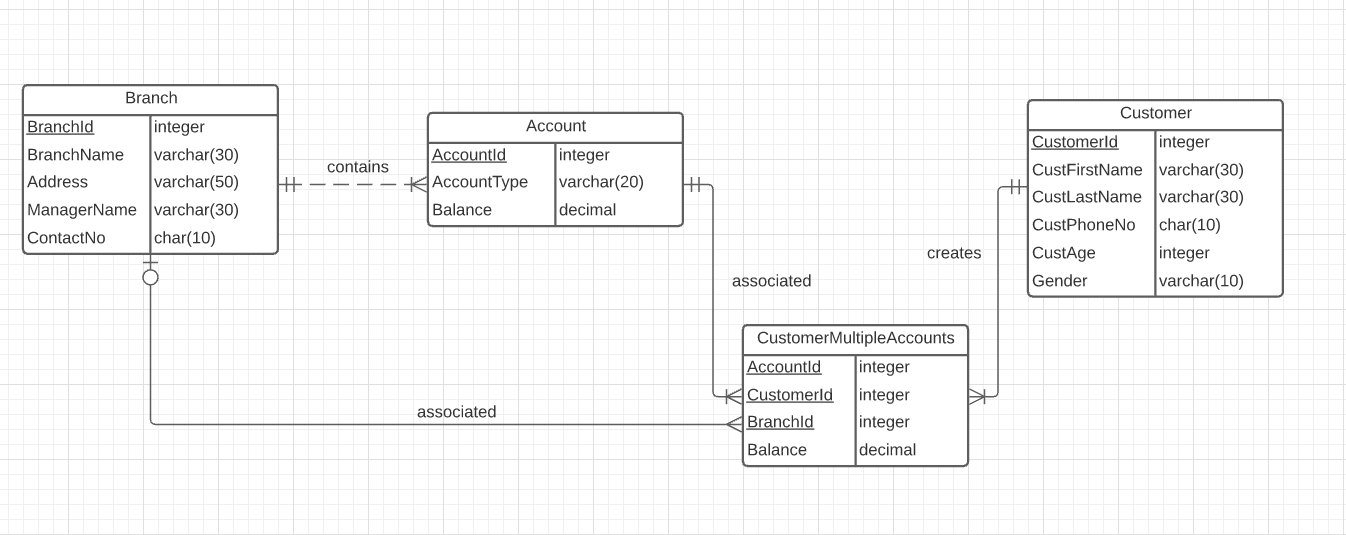 Branch
BranchId integer
BranchName varchar(30)
Address varchar(50)
ManagerName varchar(30)
ContactNo char(10)
contains
Account
AccountId integer
AccountType varchar(20)
Balance decimal
associated
creates
Customer
CustomerId integer
CustFirstName varchar(30)
CustLastName varchar(30)
CustPhoneNo char(10)
CustAge integer
Gender varchar(10)
associated
CustomerMultipleAccounts
AccountId integer
CustomerId integer
BranchId integer
Balance decimal